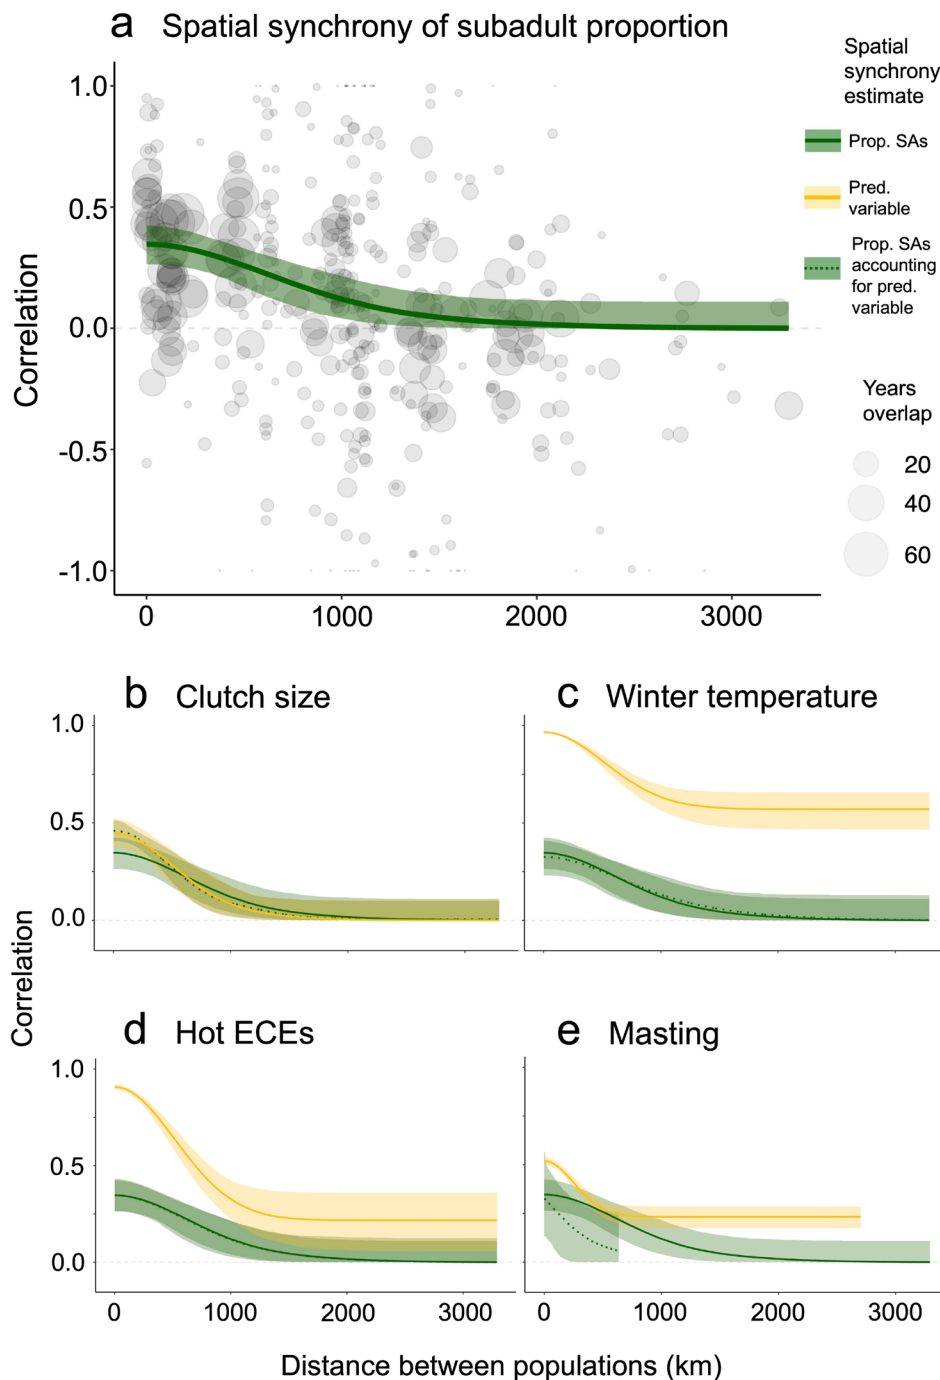 a Spatial synchrony of subadult proportion
Spatial
synchrony
estimate
Prop. SAs
Pred.
variable
Prop. SAs
accounting
for pred.
variable
Years
overlap
20
40
60
Correlation
1.0
0.5
0.0
-0.5
-1.0
0 1000 2000 3000
b Clutch size
c Winter temperature
1.0
0.5
0.0
Correlation
d Hot ECEs
e Masting
1.0
0.5
0.0
0 1000 2000 3000
0 1000 2000 3000
Distance between populations (km)